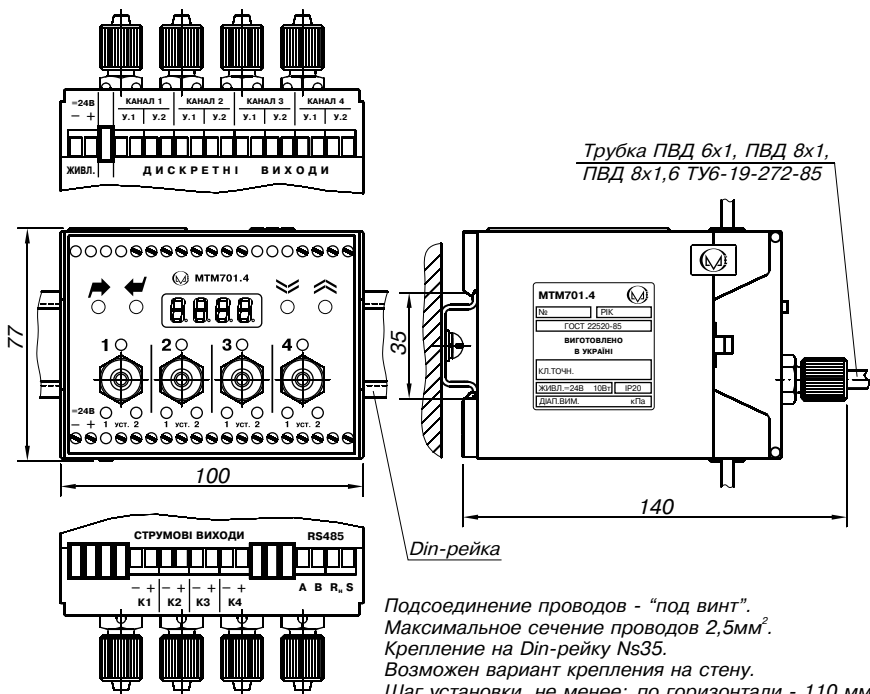 =24В КАНАЛ 1 КАНАЛ 2 КАНАЛ 3 КАНАЛ 4
− + У.1 У.2 У.1 У.2 У.1 У.2 У.1 У.2
ЖИВЛ. ДИСКРЕТНІ ВИХОДИ
Трубка ПВД 6х1, ПВД 8х1,
ПВД 8х1,6 ТУ6-19-272-85
МТМ701.4
8.8.8.8
1 2 3 4
=24В
− + 1 УСТ. 2 1 УСТ. 2 1 УСТ. 2 1 УСТ. 2
77
100
35
МТМ701.4
№ РІК
ГОСТ 22520-85
ВИГОТОВЛЕНО
В УКРАЇНІ
КЛ.ТОЧН.
ЖИВЛ.=24В 10Вт IP20
ДІАП.ВИМ. кПа
140
Din-рейка
СТРУМОВІ ВИХОДИ RS485
− + − + − + − + A B Rн S
К1 К2 К3 К4
Подсоединение проводов - “под винт”.
Максимальное сечение проводов 2,5мм².
Крепление на Din-рейку Ns35.
Возможен вариант крепления на стену.
Шаг установки, не менее: по горизонтали - 110 мм